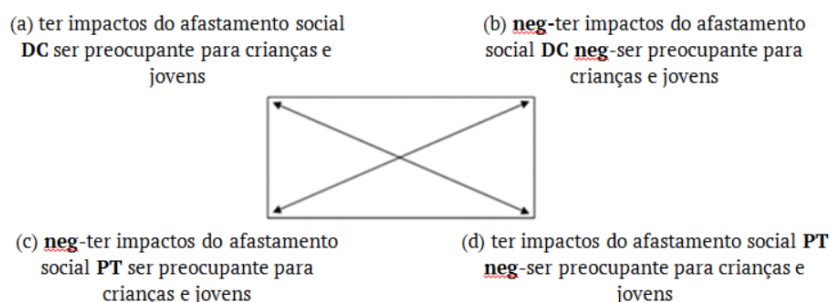 (a) ter impactos do afastamento social
DC ser preocupante para crianças e
jovens
(b) neg-ter impactos do afastamento
social DC neg-ser preocupante para
crianças e jovens
(c) neg-ter impactos do afastamento
social PT ser preocupante para
crianças e jovens
(d) ter impactos do afastamento social PT
neg-ser preocupante para crianças e
jovens